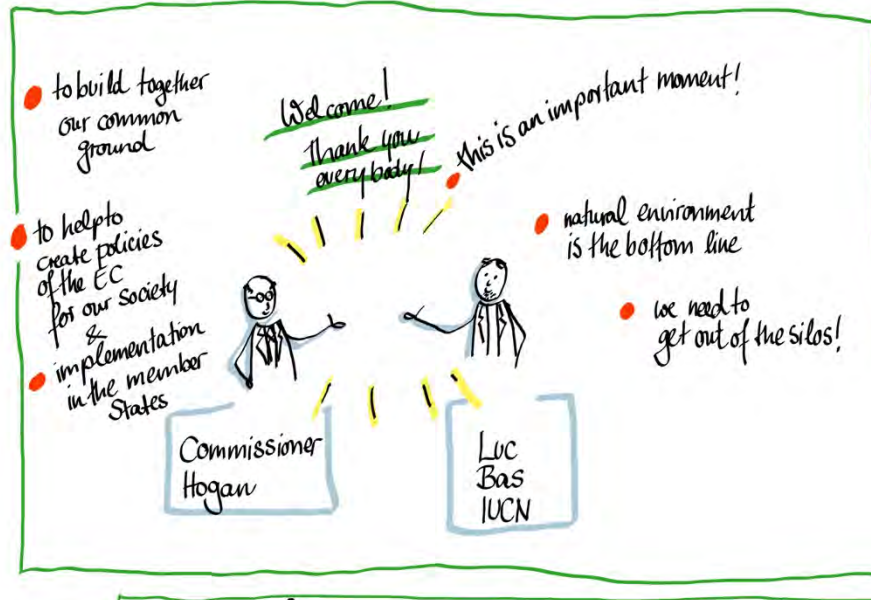 to build together
our common
ground
to help to
create policies
of the EC
for our society
&
implementation
in the member
States
Welcome!
Thank you
everybody!
this is an important moment!
natural environment
is the bottom line
we need to
get out of the silos!
Commissioner
Hogan
Luc
Bas
IUCN